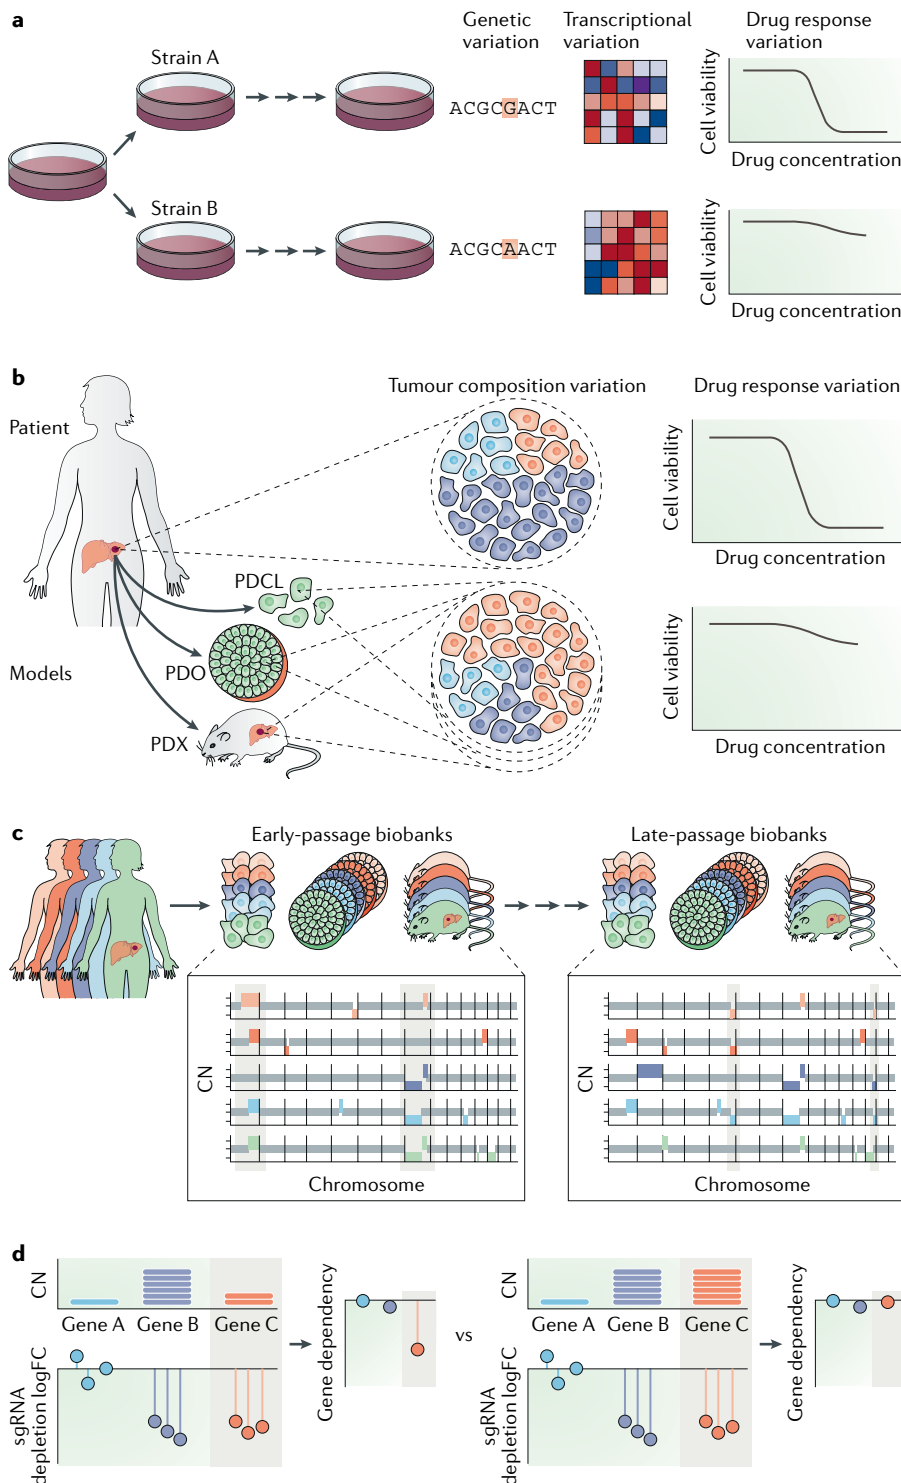 a
Genetic
variation
Transcriptional
variation
Drug response
variation
Strain A
ACGCGACT
Cell viability
Drug concentration
Strain B
ACGCAACT
Cell viability
Drug concentration
b
Tumour composition variation
Drug response variation
Patient
Cell viability
Drug concentration
PDCL
PDO
Models
PDX
Cell viability
Drug concentration
c
Early-passage biobanks
Late-passage biobanks
CN
Chromosome
CN
Chromosome
d
CN
Gene A
Gene B
Gene C
sgRNA
depletion logFC
Gene dependency
vs
CN
Gene A
Gene B
Gene C
sgRNA
depletion logFC
Gene dependency